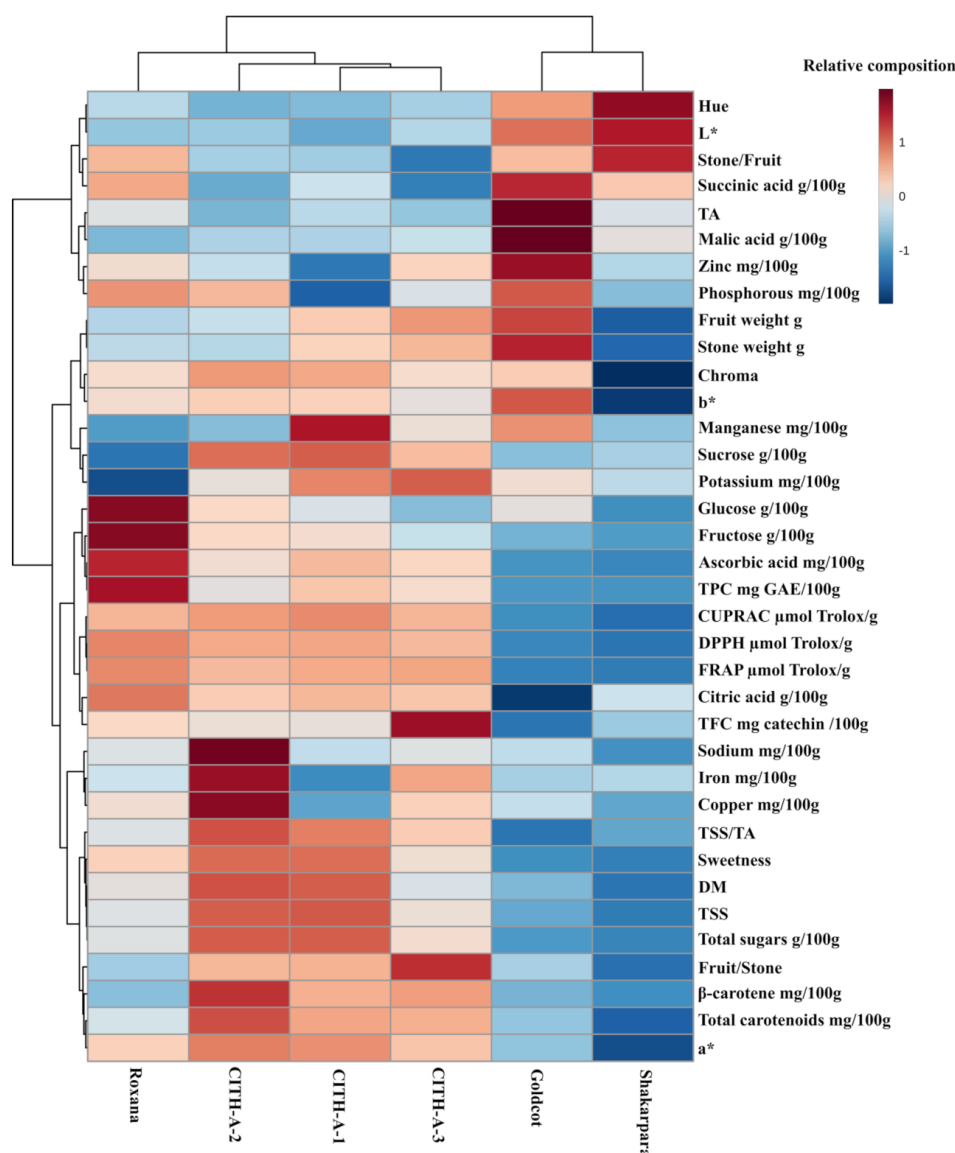 Relative composition
1
0
-1
Hue
L*
Stone/Fruit
Succinic acid g/100g
TA
Malic acid g/100g
Zinc mg/100g
Phosphorous mg/100g
Fruit weight g
Stone weight g
Chroma
b*
Manganese mg/100g
Sucrose g/100g
Potassium mg/100g
Glucose g/100g
Fructose g/100g
Ascorbic acid mg/100g
TPC mg GAE/100g
CUPRAC µmol Trolox/g
DPPH µmol Trolox/g
FRAP µmol Trolox/g
Citric acid g/100g
TFC mg catechin /100g
Sodium mg/100g
Iron mg/100g
Copper mg/100g
TSS/TA
Sweetness
DM
TSS
Total sugars g/100g
Fruit/Stone
β-carotene mg/100g
Total carotenoids mg/100g
a*
Roxana
CITH-A-2
CITH-A-1
CITH-A-3
Goldcot
Shakarpara